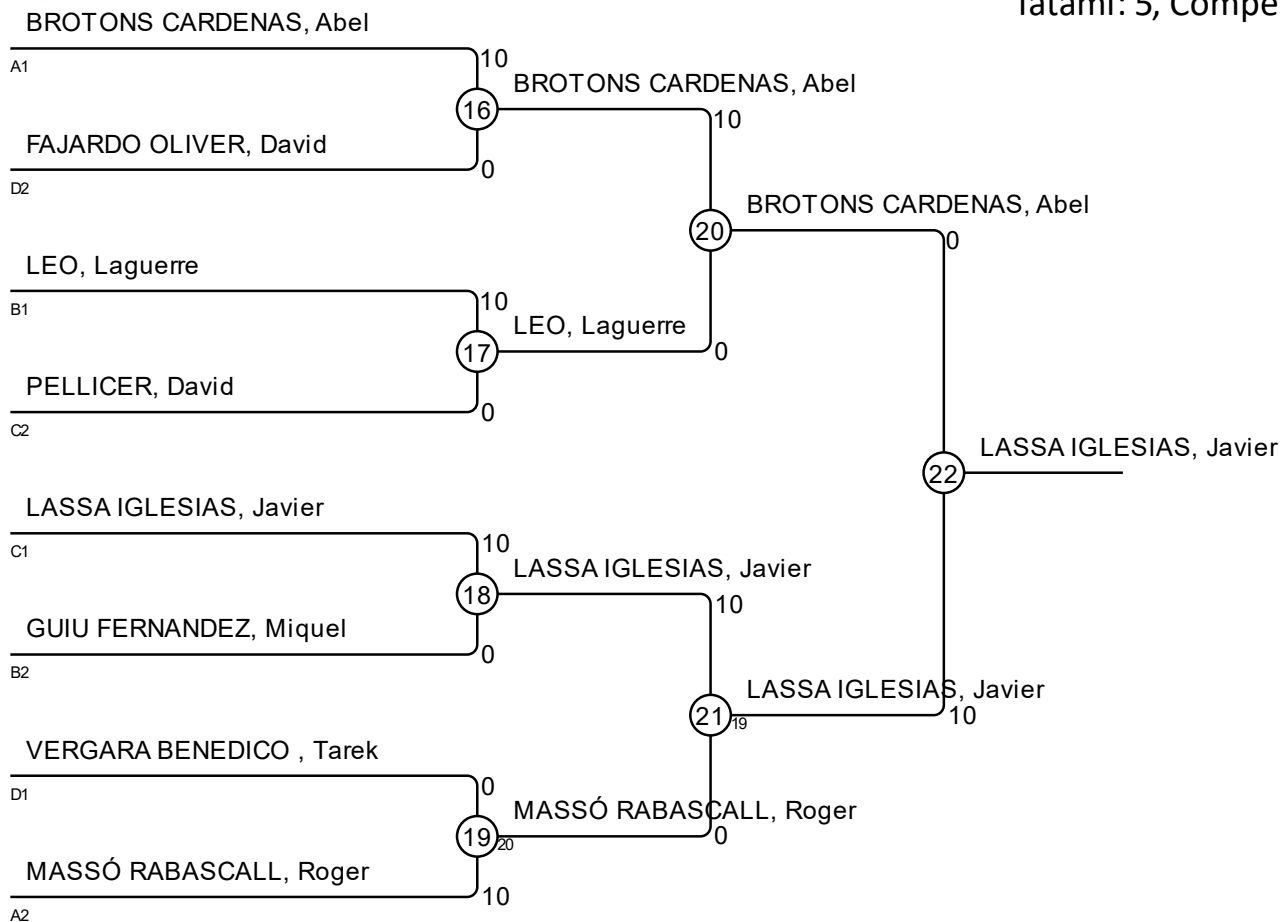 Tatami: 5, Compe
BROTONS CARDENAS, Abel
A1
10
16
BROTONS CARDENAS, Abel
10
FAJARDO OLIVER, David
0
D2
20
BROTONS CARDENAS, Abel
0
LEO, Laguerre
B1
10
17
LEO, Laguerre
0
PELLICER, David
0
C2
22
LASSA IGLESIAS, Javier
LASSA IGLESIAS, Javier
C1
10
18
LASSA IGLESIAS, Javier
10
GUIU FERNANDEZ, Miquel
0
B2
21
19
LASSA IGLESIAS, Javier
10
VERGARA BENEDICO , Tarek
D1
0
19
20
MASSÓ RABASCALL, Roger
0
MASSÓ RABASCALL, Roger
10
A2